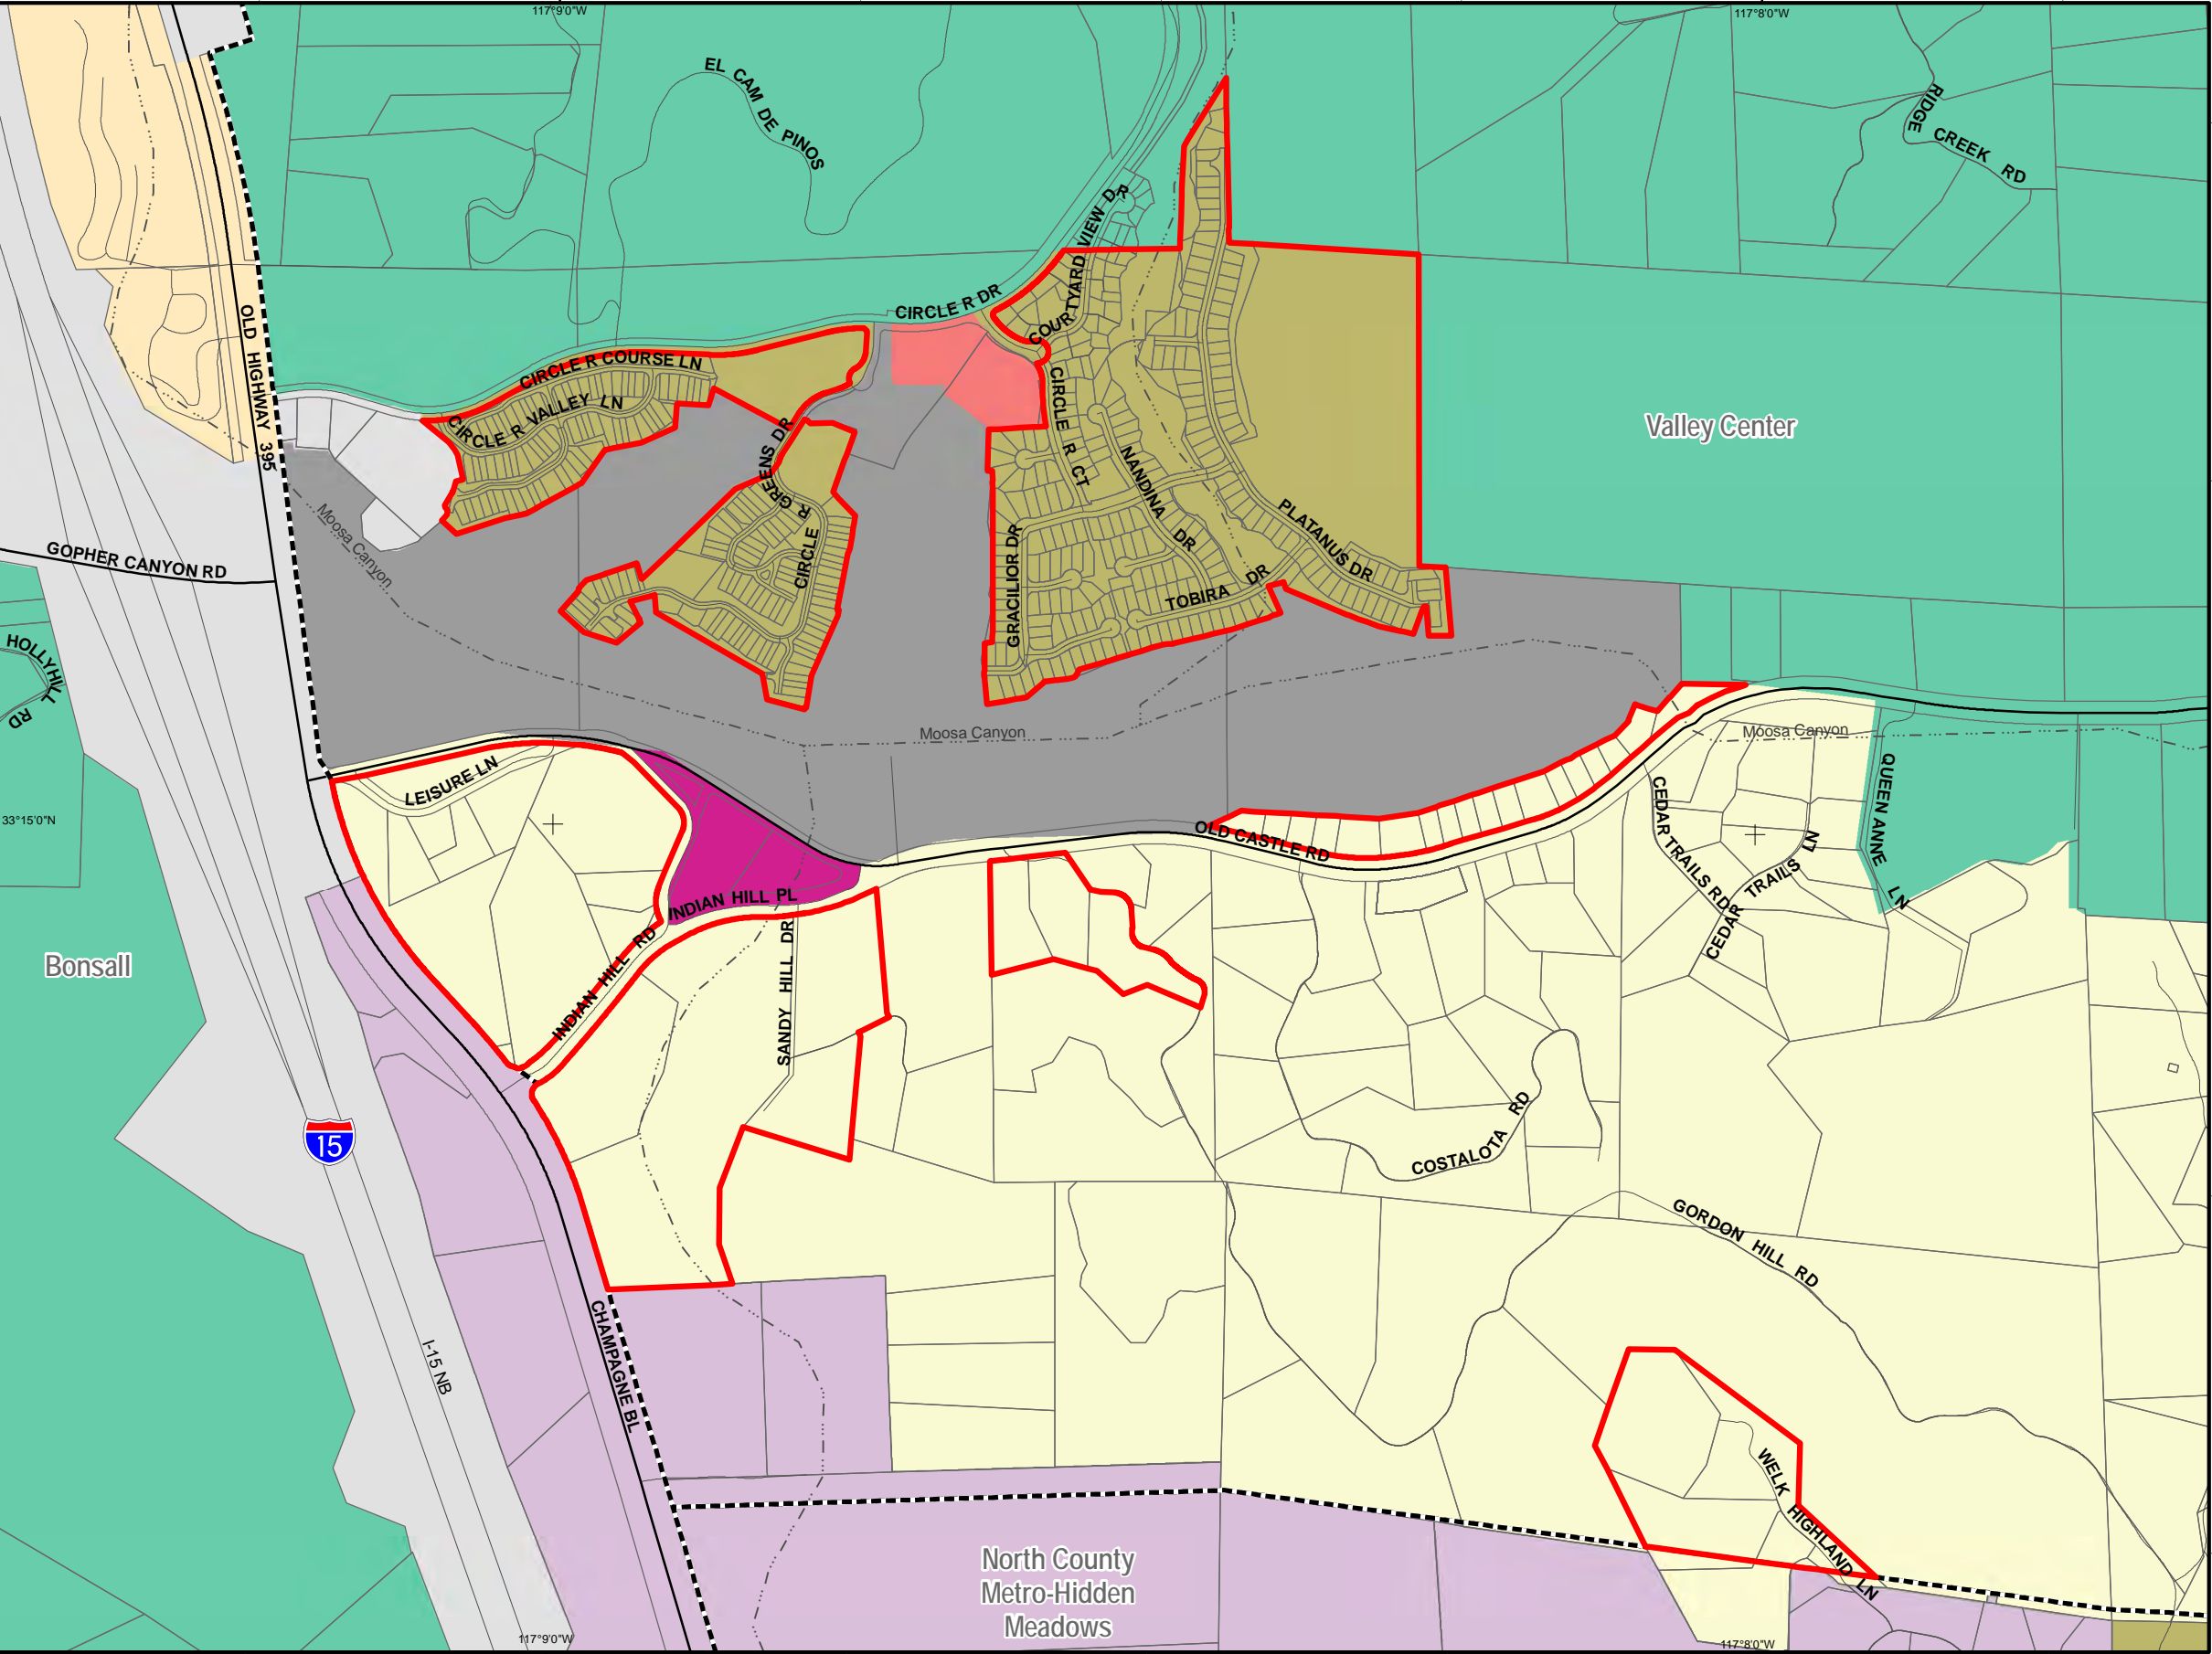 117°9'0"W
117°8'0"W
EL CAM DE PINOS
RIDGE CREEK RD
COURTYARD VIEW DR
CIRCLE R DR
OLD HIGHWAY 395
CIRCLE R COURSE LN
CIRCLE R VALLEY LN
CIRCLE R CT
Valley Center
CIRCLE R GREENS DR
NANDINA DR
PLATANUS DR
Moosa Canyon
GOPHER CANYON RD
GRACILIOR DR
TOBIRA DR
HOLLYHILL RD
Moosa Canyon
Moosa Canyon
LEISURE LN
QUEEN ANNE LN
CEDAR TRAILS RD
33°15'0"N
OLD CASTLE RD
CEDAR TRAILS LN
INDIAN HILL PL
INDIAN HILL RD
SANDY HILL DR
Bonsall
15
COSTALOTA RD
GORDON HILL RD
I-15 NB
CHAMPAGNE BL
WELK HIGHLAND LN
North County
Metro-Hidden
Meadows
117°9'0"W
117°8'0"W